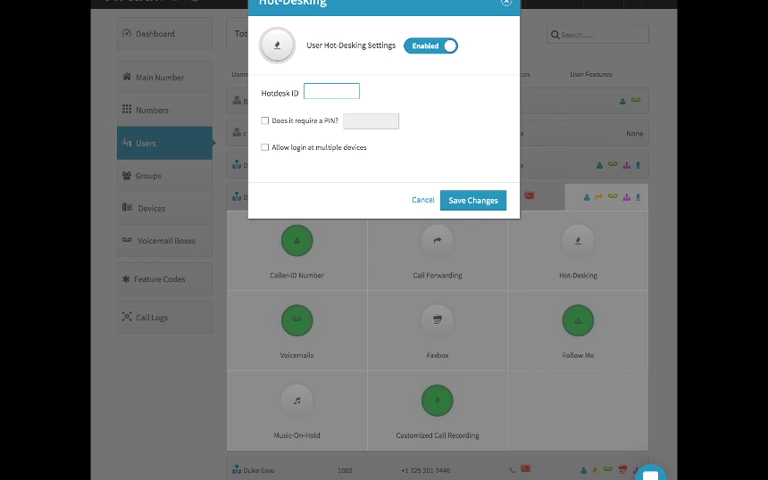 Hot-Desking
Dashboard
Search......
User Hot-Desking Settings
Enabled
Main Number
Users
User Features
Hotdesk ID
Numbers
Does it require a PIN?
None
Users
Allow login at multiple devices
Groups
Cancel
Save Changes
Devices
Voicemail Boxes
Caller-ID Number
Call Forwarding
Hot-Desking
Feature Codes
Call Logs
Voicemails
Faxbox
Follow Me
Music-On-Hold
Customized Call Recording
Duke Gow
1002
+1 725 201 7446